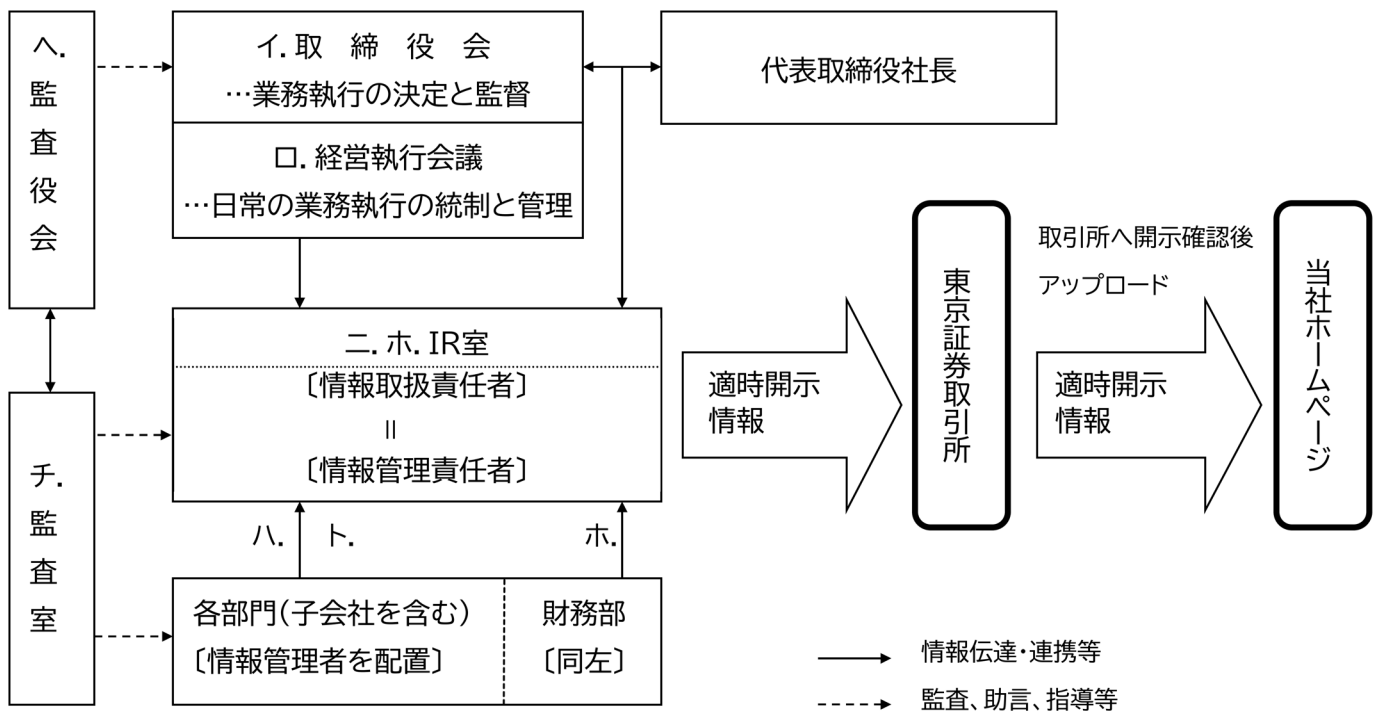 ヘ.監査役会
イ.取　締　役　会
…業務執行の決定と監督
代表取締役社長
ロ.経営執行会議
…日常の業務執行の統制と管理
ニ.ホ.IR室
〔情報取扱責任者〕
＝
〔情報管理責任者〕
チ.監査室
ハ.　ト.
ホ.
各部門(子会社を含む)
〔情報管理者を配置〕
財務部
〔同左〕
適時開示
情報
東京証券取引所
取引所へ開示確認後
アップロード
適時開示
情報
当社ホームページ
情報伝達・連携等
監査、助言、指導等